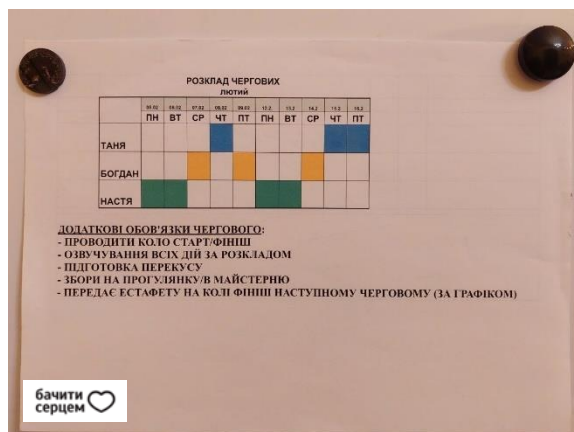 РОЗКЛАД ЧЕРГОВИХ
ЛЮТИЙ
ПН ВТ СР ЧТ ПТ ПН ВТ СР ЧТ ПТ
ТАНЯ
БОГДАН
НАСТЯ
ДОДАТКОВІ ОБОВ'ЯЗКИ ЧЕРГОВОГО:
- ПРОВОДИТИ КОЛО СТАРТ/ФІНІШ
- ОЗВУЧУВАННЯ ВСІХ ДІЙ ЗА РОЗКЛАДОМ
- ПІДГОТОВКА ПЕРЕКУСУ
- ЗБОРИ НА ПРОГУЛЯНКУ/В МАЙСТЕРНЮ
- ПЕРЕДАЄ ЕСТАФЕТУ НА КОЛІ ФІНІШ НАСТУПНОМУ ЧЕРГОВОМУ (ЗА ГРАФІКОМ)
бачити
серцем